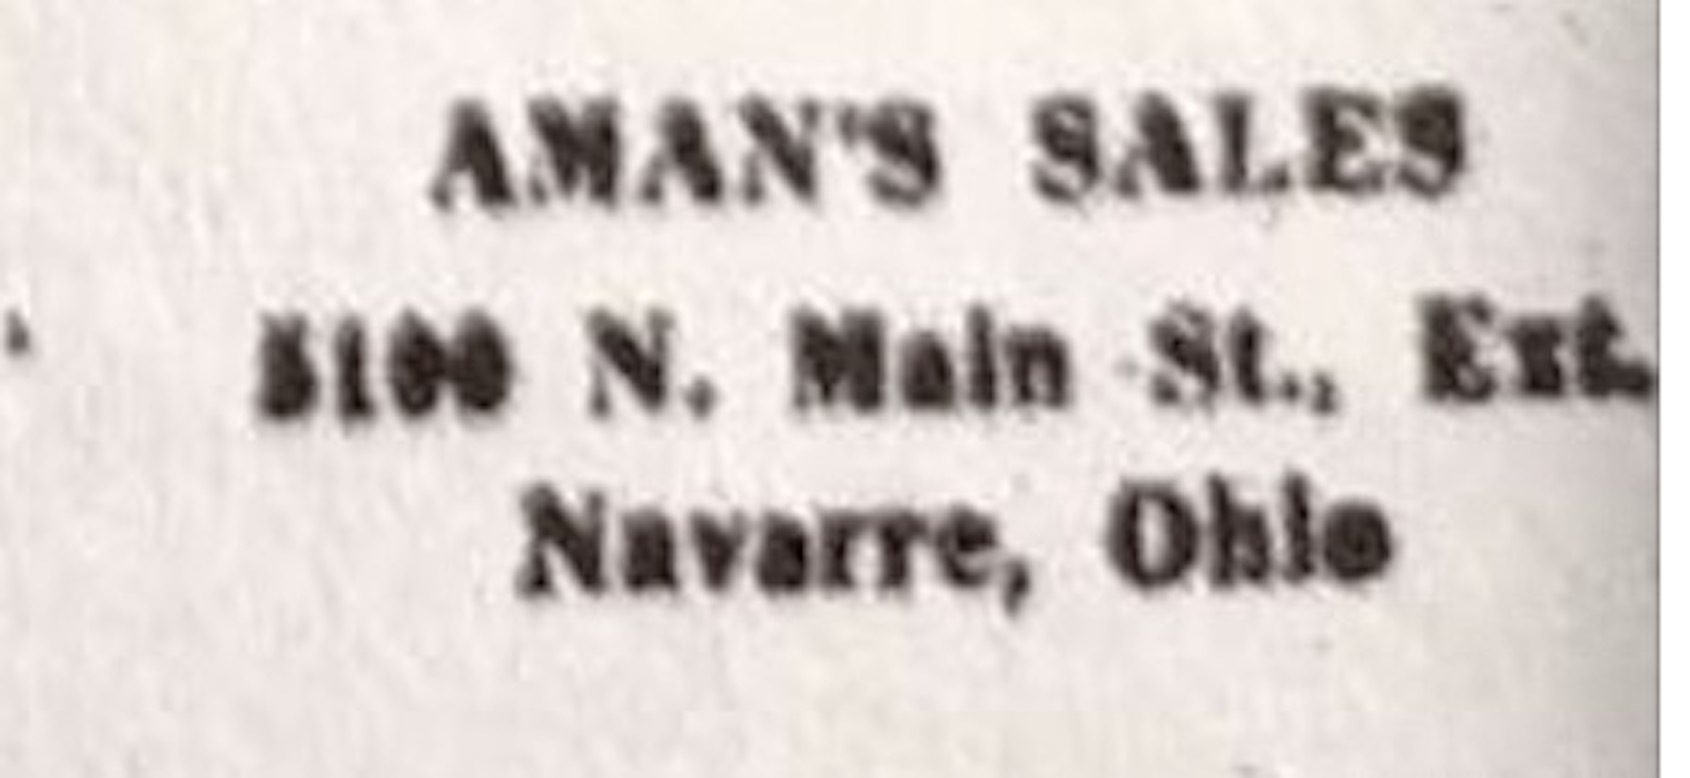 AMAN'S SALES
N. Main St., Ext.
Navarre, Ohio